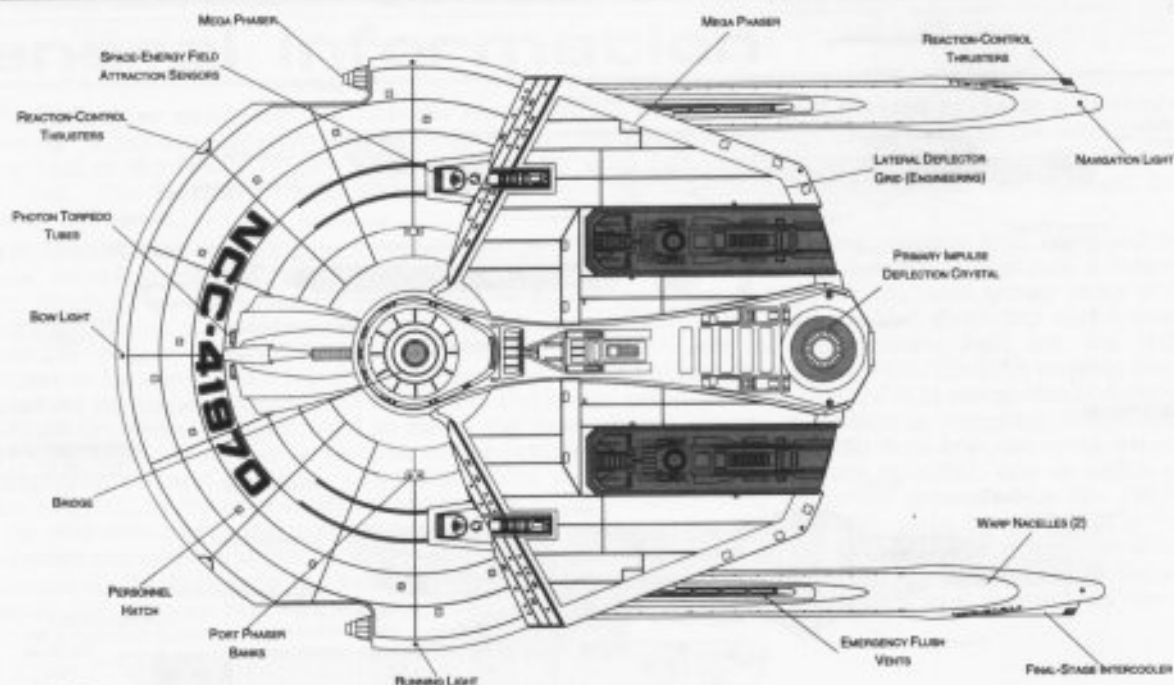 MEGA PHASER
MEGA PHASER
REACTION-CONTROL
THRUSTERS
SPACE-ENERGY FIELD
ATTRACTION SENSORS
REACTION-CONTROL
THRUSTERS
NAVIGATION LIGHT
LATERAL DEFLECTOR
GRID (ENGINEERING)
PHOTON TORPEDO
TUBES
PRIMARY IMPULSE
DEFLECTION CRYSTAL
BOW LIGHT
NCC-41970
BRIDGE
WARP NACELLES (2)
PERSONNEL
HATCH
PORT PHASER
BANKS
EMERGENCY FLUSH
VENTS
RUNNING LIGHT
FINAL-STAGE INTERCOOLER